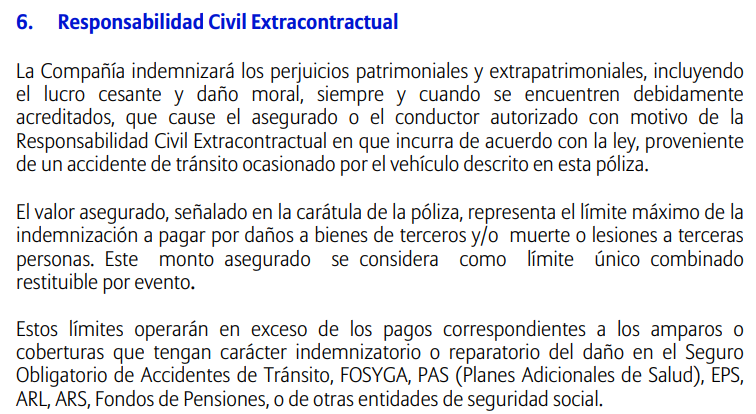 6. Responsabilidad Civil Extracontractual
La Compañía indemnizará los perjuicios patrimoniales y extrapatrimoniales, incluyendo
el lucro cesante y daño moral, siempre y cuando se encuentren debidamente
acreditados, que cause el asegurado o el conductor autorizado con motivo de la
Responsabilidad Civil Extracontractual en que incurra de acuerdo con la ley, proveniente
de un accidente de tránsito ocasionado por el vehículo descrito en esta póliza.
El valor asegurado, señalado en la carátula de la póliza, representa el límite máximo de la
indemnización a pagar por daños a bienes de terceros y/o muerte o lesiones a terceras
personas. Este monto asegurado se considera como límite único combinado
restituible por evento.
Estos límites operarán en exceso de los pagos correspondientes a los amparos o
coberturas que tengan carácter indemnizatorio o reparatorio del daño en el Seguro
Obligatorio de Accidentes de Tránsito, FOSYGA, PAS (Planes Adicionales de Salud), EPS,
ARL, ARS, Fondos de Pensiones, o de otras entidades de seguridad social.